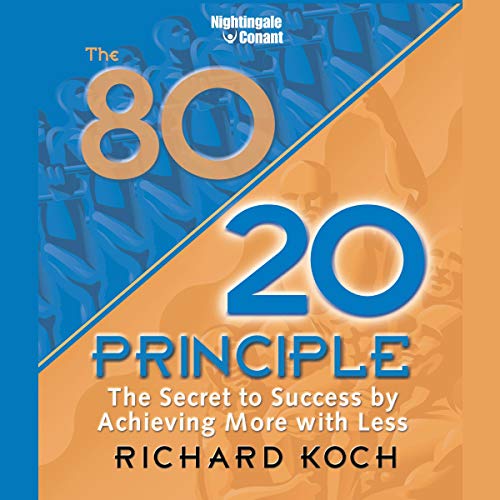 Nightingale
Conant
The
80
20
PRINCIPLE
The Secret to Success by
Achieving More with Less
RICHARD KOCH